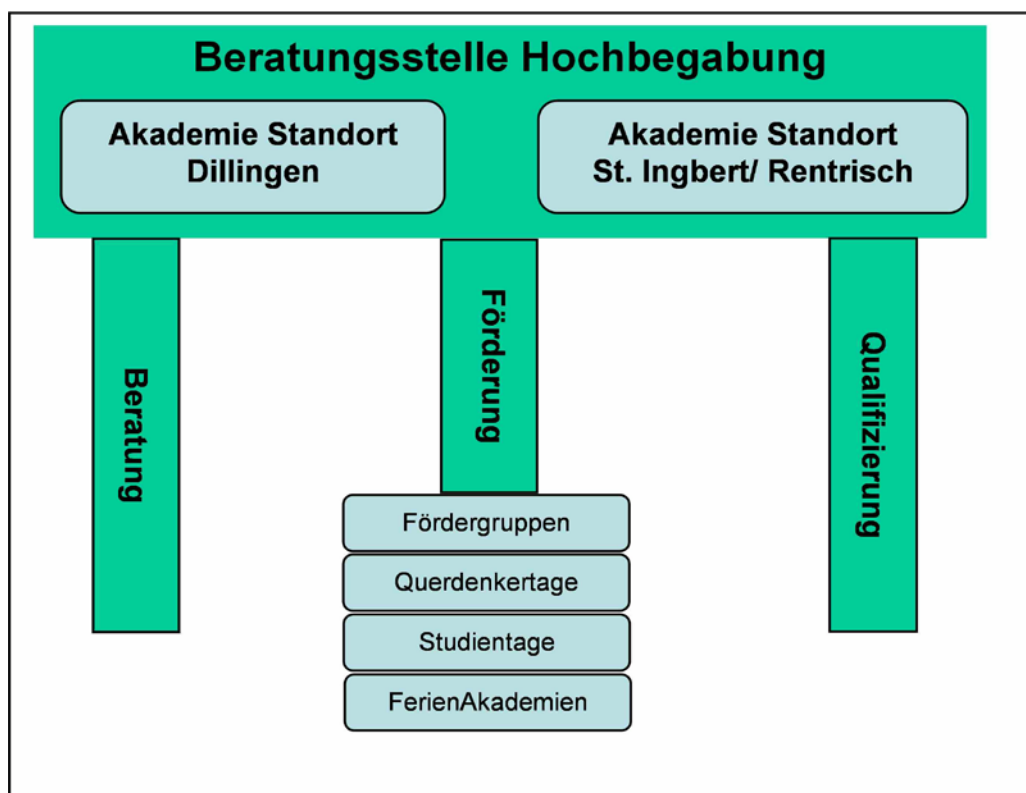 Beratungsstelle Hochbegabung
Akademie Standort
Dillingen
Akademie Standort
St. Ingbert/ Rentrisch
Beratung
Förderung
Qualifizierung
Fördergruppen
Querdenkertage
Studientage
FerienAkademien